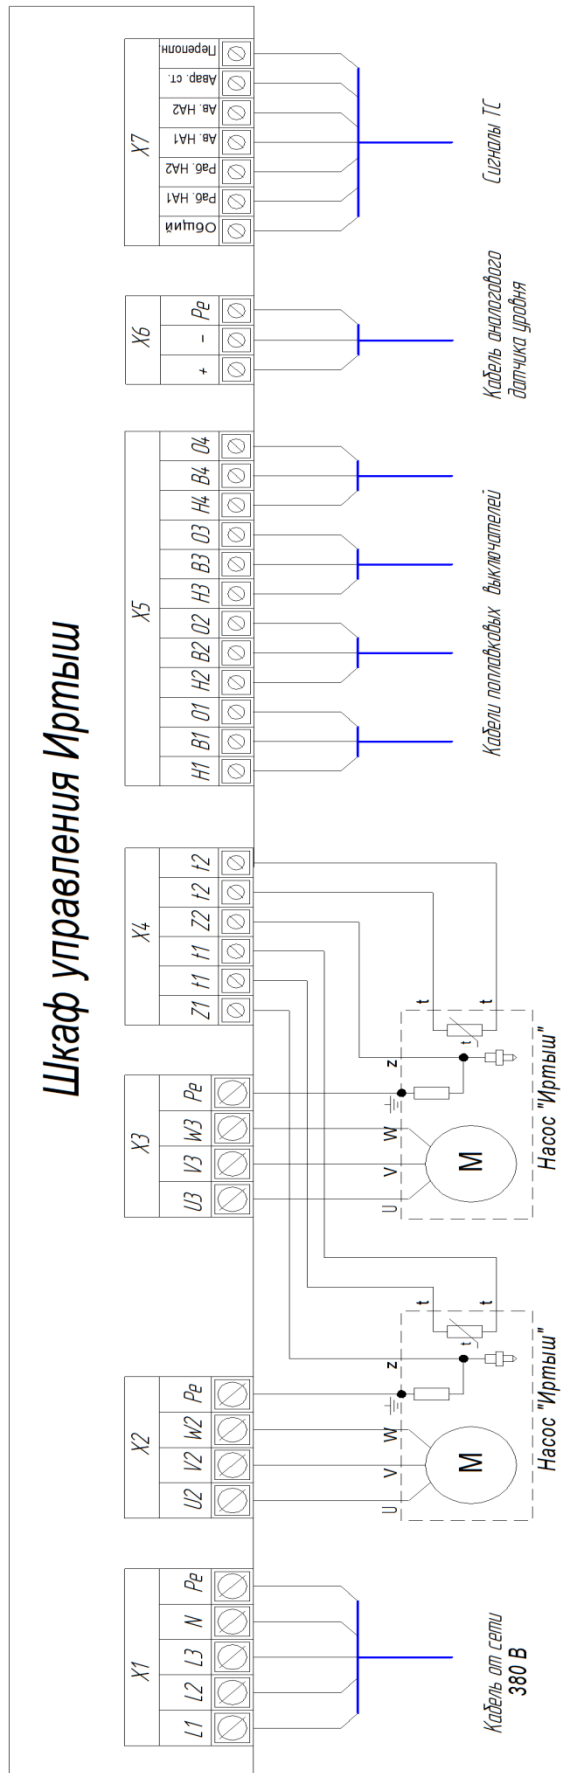 Шкаф управления Иртыш
X1
L1
L2
L3
N
Pe
X2
U2
V2
W2
Pe
X3
U3
V3
W3
Pe
X4
Z1
t1
t1
Z2
t2
t2
X5
H1
B1
O1
H2
B2
O2
H3
B3
O3
H4
B4
O4
X6
+
-
Pe
X7
Общий
Раб. НА1
Раб. НА2
Ав. НА1
Ав. НА2
Авар. ст.
Переполн.
U
V
W
z
t
t
t
M
Насос "Иртыш"
U
V
W
z
t
t
t
M
Насос "Иртыш"
Кабель от сети
380 В
Кабели поплавковых выключателей
Кабель аналогового
датчика уровня
Сигналы ТС